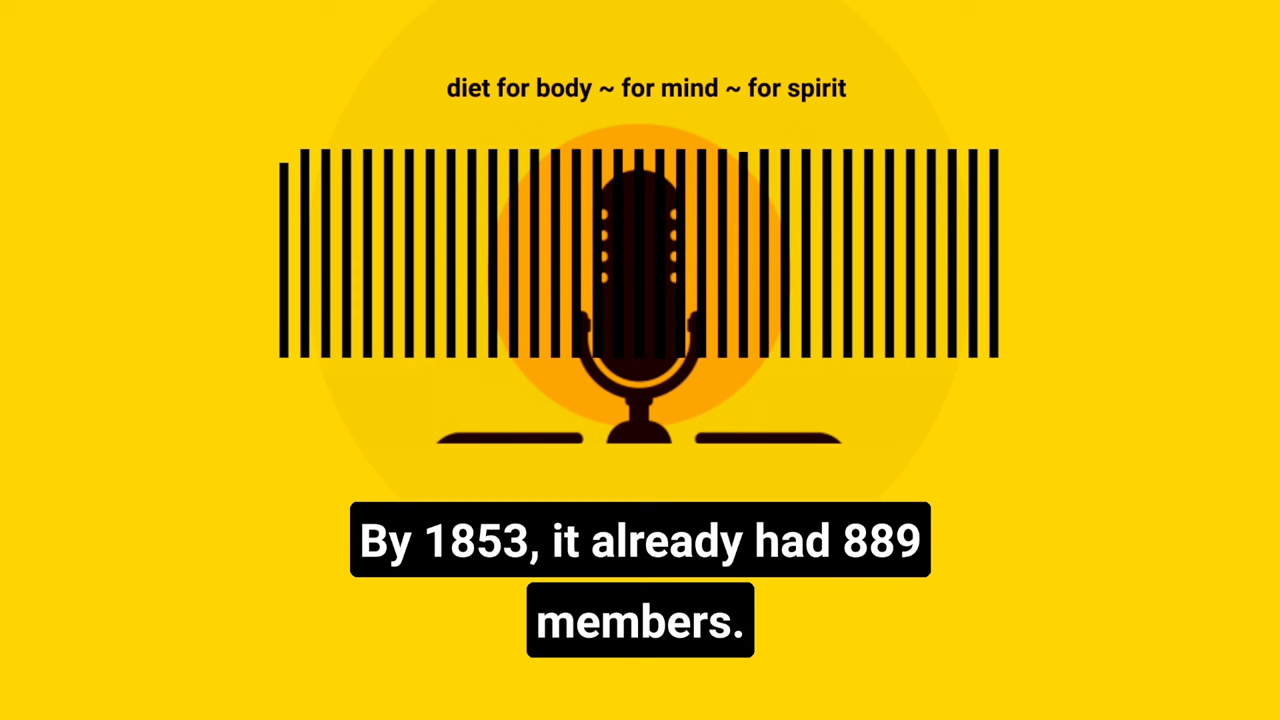 diet for body ~ for mind ~ for spirit
By 1853, it already had 889
members.